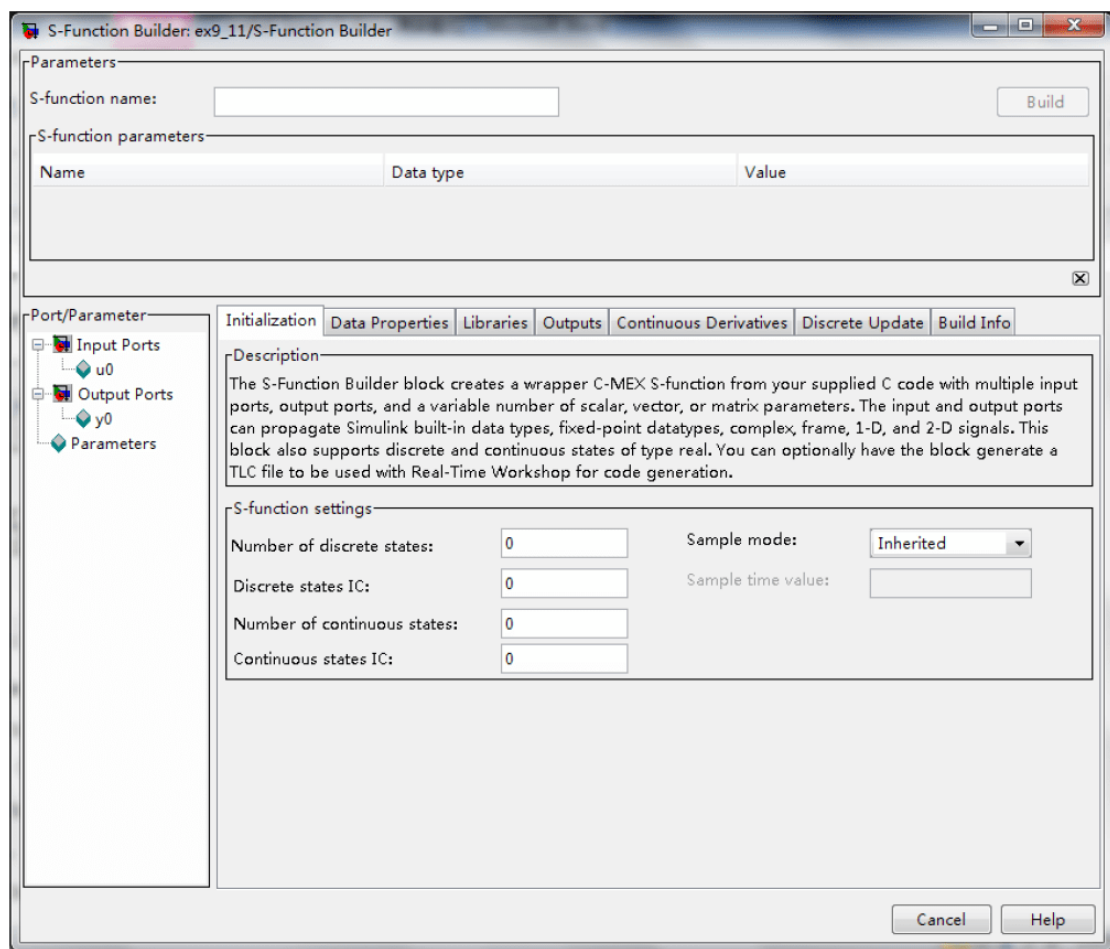 S-Function Builder: ex9_11/S-Function Builder
Parameters
S-function name:
Build
S-function parameters
Name Data type Value
Port/Parameter
Input Ports
u0
Output Ports
y0
Parameters
Initialization Data Properties Libraries Outputs Continuous Derivatives Discrete Update Build Info
Description
The S-Function Builder block creates a wrapper C-MEX S-function from your supplied C code with multiple input
ports, output ports, and a variable number of scalar, vector, or matrix parameters. The input and output ports
can propagate Simulink built-in data types, fixed-point datatypes, complex, frame, 1-D, and 2-D signals. This
block also supports discrete and continuous states of type real. You can optionally have the block generate a
TLC file to be used with Real-Time Workshop for code generation.
S-function settings
Number of discrete states: 0 Sample mode: Inherited
Discrete states IC: 0 Sample time value:
Number of continuous states: 0
Continuous states IC: 0
Cancel Help